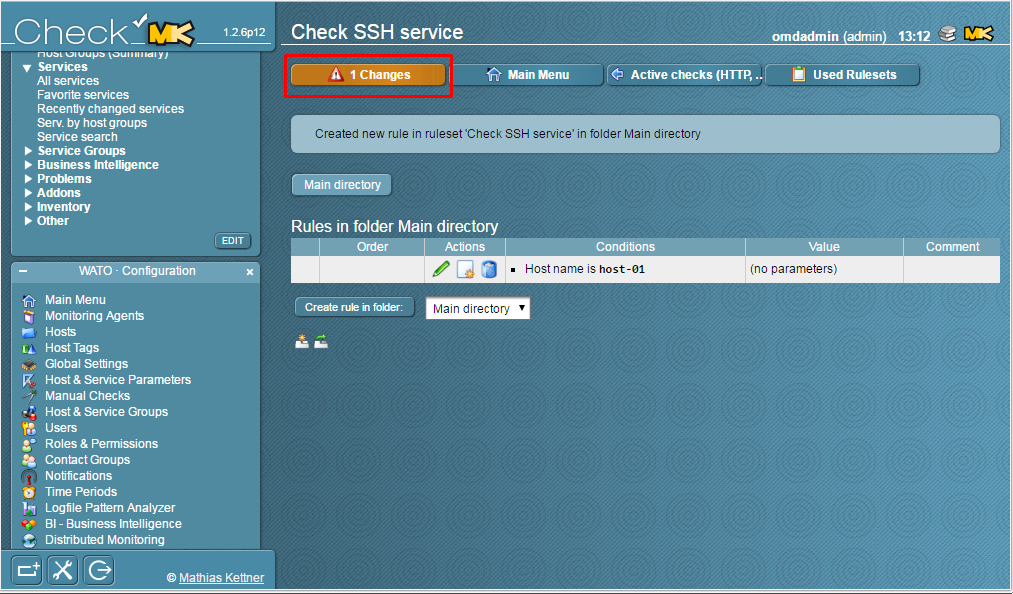 Check MK 1.2.6p12
Host Groups (Summary)
Services
All services
Favorite services
Recently changed services
Serv. by host groups
Service search
Service Groups
Business Intelligence
Problems
Addons
Inventory
Other
EDIT
WATO · Configuration ×
Main Menu
Monitoring Agents
Hosts
Host Tags
Global Settings
Host & Service Parameters
Manual Checks
Host & Service Groups
Users
Roles & Permissions
Contact Groups
Notifications
Time Periods
Logfile Pattern Analyzer
BI - Business Intelligence
Distributed Monitoring
© Mathias Kettner
Check SSH service
omdadmin (admin) 13:12 MK
1 Changes Main Menu Active checks (HTTP, .. Used Rulesets
Created new rule in ruleset 'Check SSH service' in folder Main directory
Main directory
Rules in folder Main directory
Order Actions Conditions Value Comment
Host name is host-01 (no parameters)
Create rule in folder: Main directory